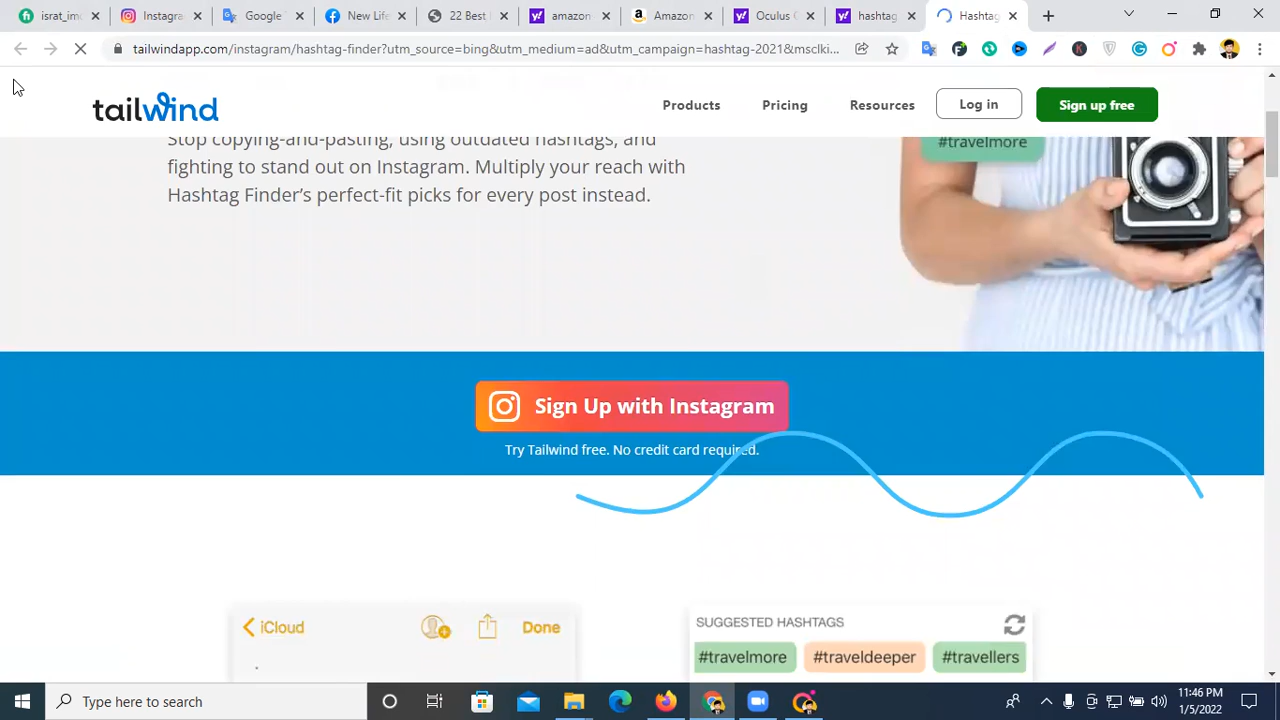 israt_im
Instagra
Google
New Life
22 Best
amazon
Amazon
Oculus
hashtag
Hashtag
tailwindapp.com/instagram/hashtag-finder?utm_source=bing&utm_medium=ad&utm_campaign=hashtag-2021&msclki...
tailwind
Products
Pricing
Resources
Log in
Sign up free
#travelmore
Stop copying-and-pasting, using outdated hashtags, and
fighting to stand out on Instagram. Multiply your reach with
Hashtag Finder's perfect-fit picks for every post instead.
Sign Up with Instagram
Try Tailwind free. No credit card required.
iCloud
Done
SUGGESTED HASHTAGS
#travelmore #traveldeeper #travellers
Type here to search
11:46 PM
1/5/2022